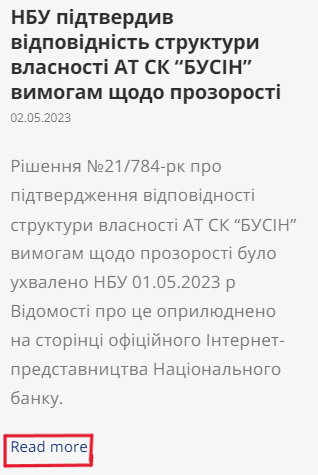 НБУ підтвердив
відповідність структури
власності АТ СК “БУСІН”
вимогам щодо прозорості
02.05.2023
Рішення №21/784-рк про
підтвердження відповідності
структури власності АТ СК “БУСІН”
вимогам щодо прозорості було
ухвалено НБУ 01.05.2023 р
Відомості про це оприлюднено
на сторінці офіційного Інтернет-
представництва Національного
банку.
Read more